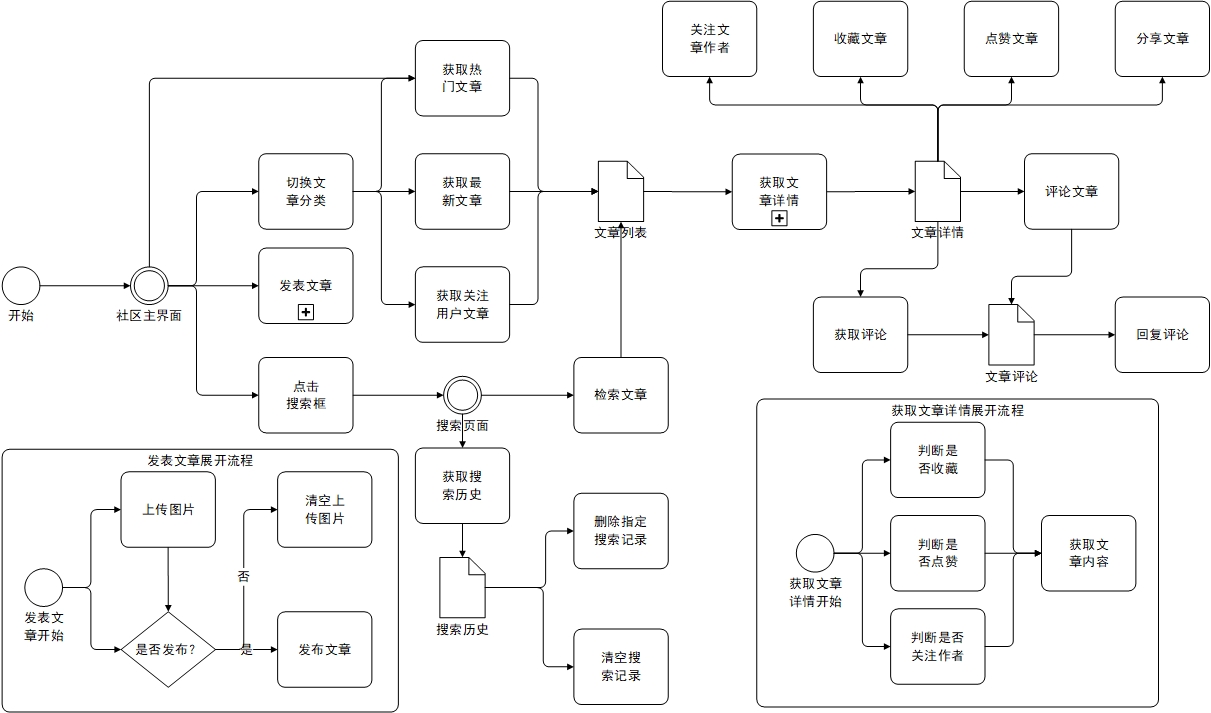 关注文
章作者
收藏文章
点赞文章
分享文章
获取热
门文章
切换文
章分类
获取最
新文章
文章列表
获取文
章详情
文章详情
评论文章
开始
社区主界面
发表文章
获取关注
用户文章
获取评论
文章评论
回复评论
点击
搜索框
搜索页面
检索文章
获取搜
索历史
搜索历史
删除指定
搜索记录
清空搜
索记录
发表文章展开流程
上传图片
清空上
传图片
否
发表文
章开始
是否发布?
是
发布文章
获取文章详情展开流程
判断是
否收藏
获取文章
详情开始
判断是
否点赞
获取文
章内容
判断是否
关注作者